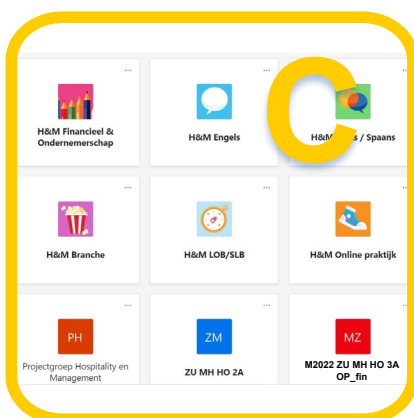 C
H&M Financieel &
Ondernemerschap
H&M Engels
H&M / Spaans
H&M Branche
H&M LOB/SLB
H&M Online praktijk
PH
Projectgroep Hospitality en
Management
ZM
ZU MH HO 2A
MZ
M2022 ZU MH HO 3A
OP_fin